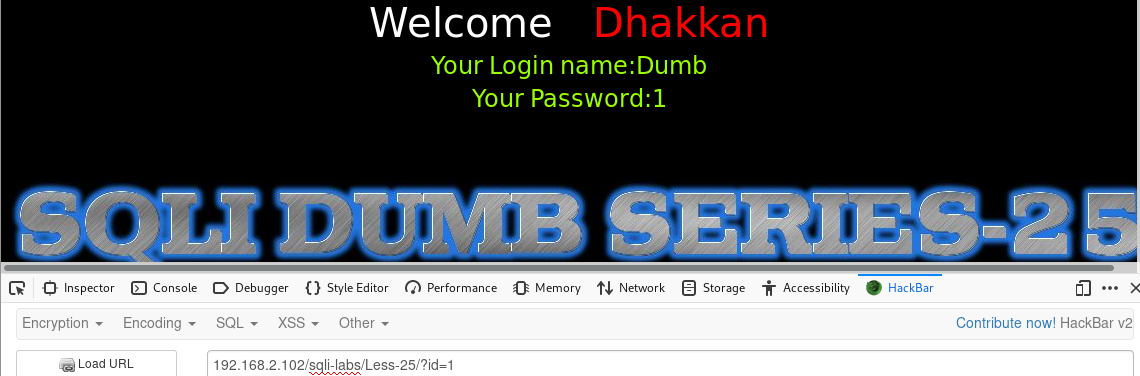 Welcome Dhakkan
Your Login name:Dumb
Your Password:1
SQLI DUMB SERIES-25
Inspector Console Debugger Style Editor Performance Memory Network Storage Accessibility HackBar
Encryption Encoding SQL XSS Other Contribute now! HackBar v2
Load URL 192.168.2.102/sqli-labs/Less-25/?id=1